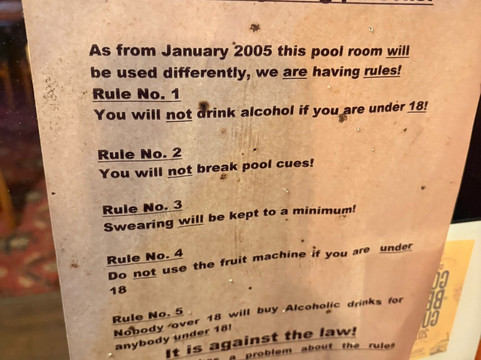 As from January 2005 this pool room will
be used differently, we are having rules!
Rule No. 1
You will not drink alcohol if you are under 18!
Rule No. 2
You will not break pool cues!
Rule No. 3
Swearing will be kept to a minimum!
Rule No. 4
Do not use the fruit machine if you are under
18
Rule No. 5
Nobody over 18 will buy Alcoholic drinks for
anybody under 18!
It is against the law!
a problem about the rules